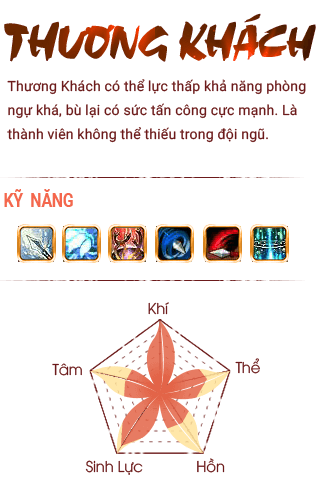 THƯƠNG KHÁCH
Thương Khách có thể lực thấp khả năng phòng
ngự khá, bù lại có sức tấn công cực mạnh. Là
thành viên không thể thiếu trong đội ngũ.
KỸ NĂNG
Khí
Tâm
Thể
Sinh Lực
Hồn